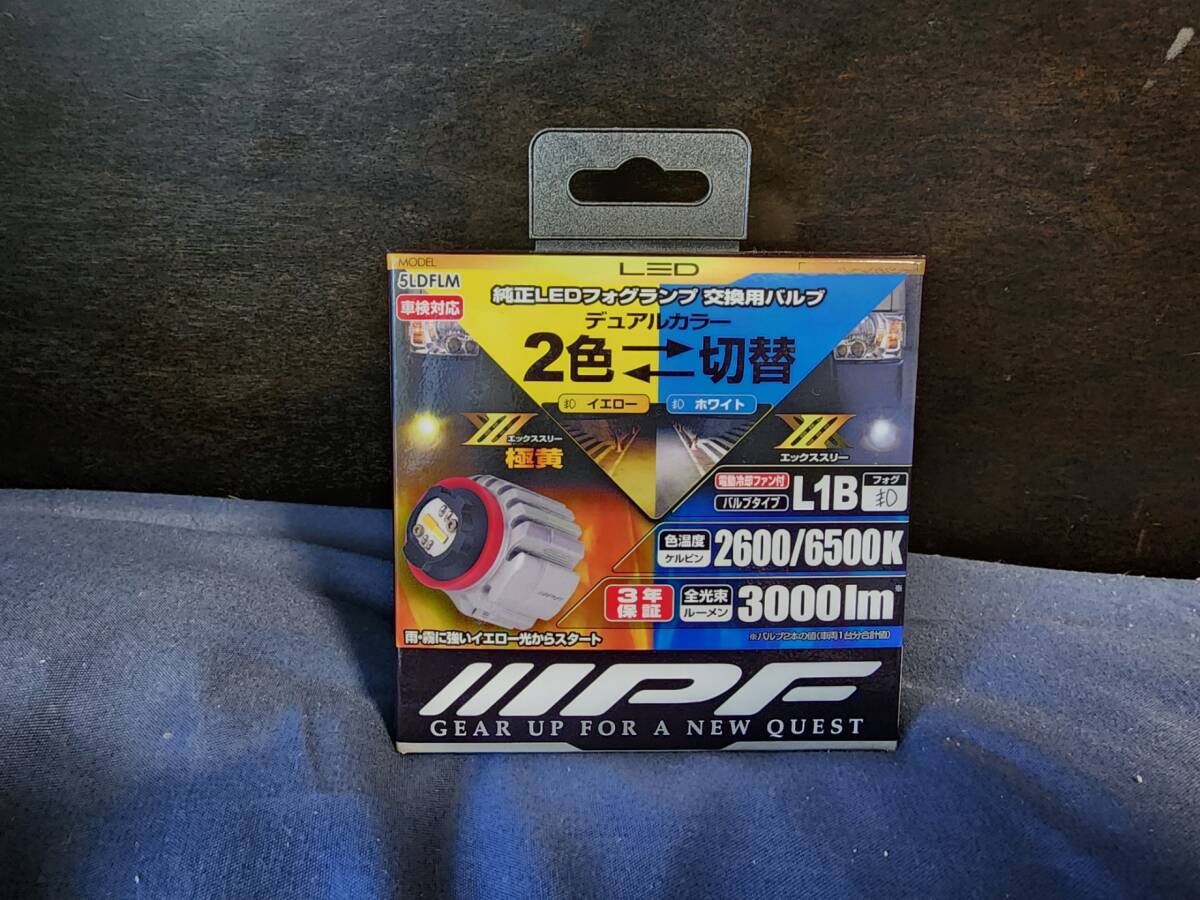 MODEL
5LDFLM
LED
車検対応
純正LEDフォグランプ 交換用バルブ
デュアルカラー
2色 切替
イエロー
ホワイト
エックススリー
極黄
エックススリー
電動冷却ファン付
バルブタイプ
L1B
フォグ
色温度
ケルビン
2600/6500K
3年
保証
全光束
ルーメン
3000lm※
IPF
雨・霧に強いイエロー光からスタート
※バルブ2本の値(車両1台分合計値)
IPF
GEAR UP FOR A NEW QUEST